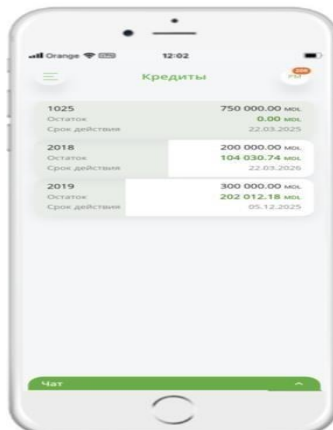 Orange 12:02
Кредиты
1025 750 000.00 MDL
Остаток 0.00 MDL
Срок действия 22.03.2025
2018 200 000.00 MDL
Остаток 104 030.74 MDL
Срок действия 22.03.2026
2019 300 000.00 MDL
Остаток 202 012.18 MDL
Срок действия 05.12.2025
Чат